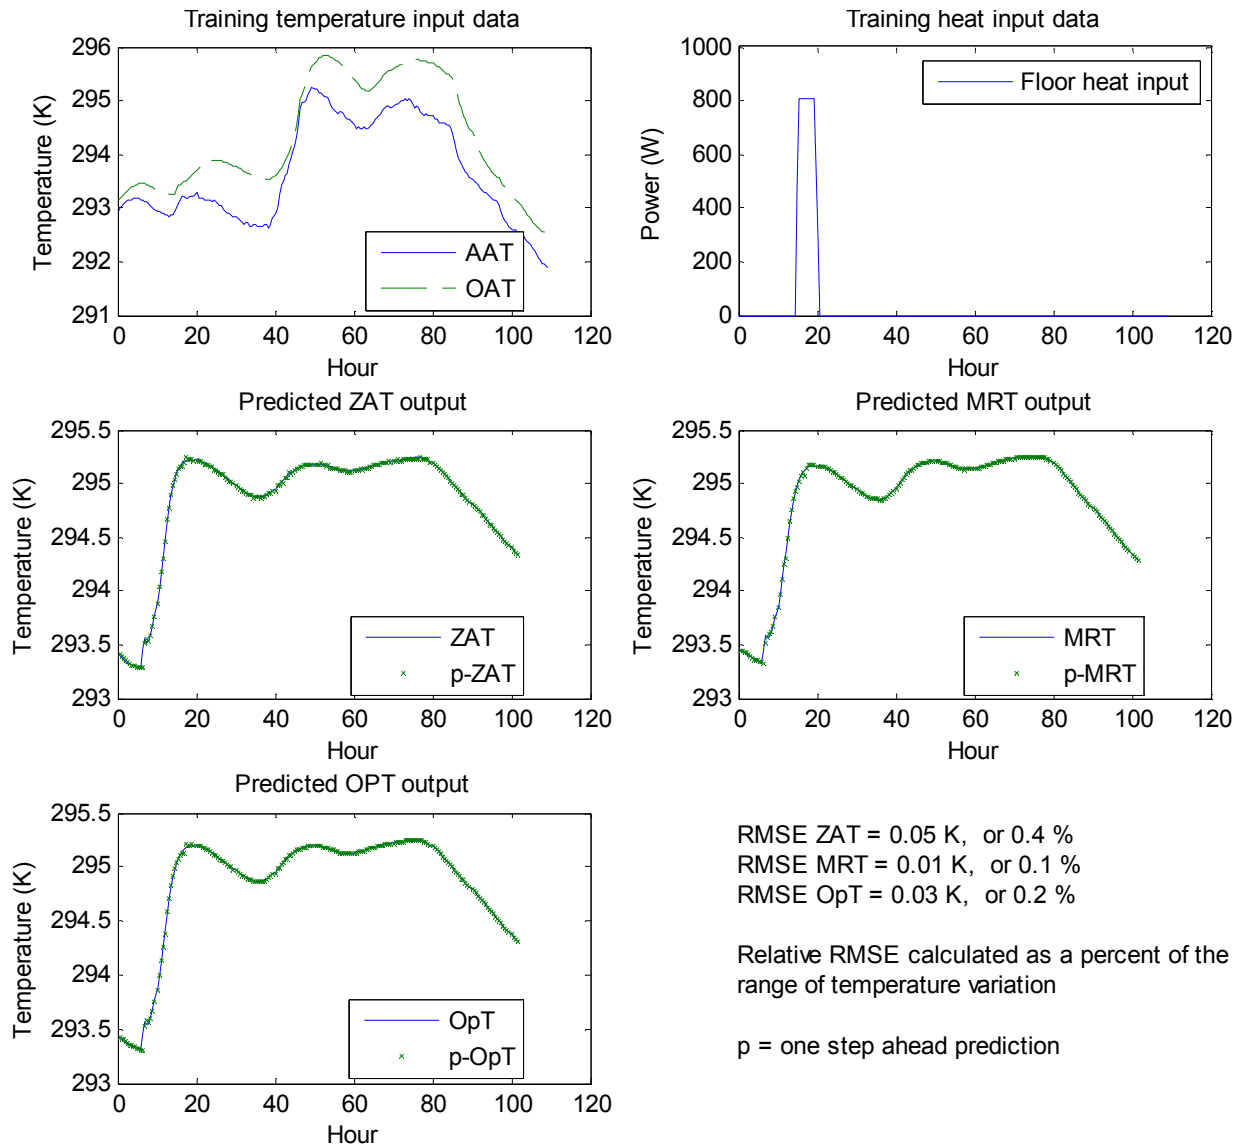 Training temperature input data
296
295
294
293
292
291
Temperature (K)
AAT
OAT
0 20 40 60 80 100 120
Hour
Training heat input data
1000
800
600
400
200
0
Power (W)
Floor heat input
0 20 40 60 80 100 120
Hour
Predicted ZAT output
295.5
295
294.5
294
293.5
293
Temperature (K)
ZAT
p-ZAT
0 20 40 60 80 100 120
Hour
Predicted MRT output
295.5
295
294.5
294
293.5
293
Temperature (K)
MRT
p-MRT
0 20 40 60 80 100 120
Hour
Predicted OPT output
295.5
295
294.5
294
293.5
293
Temperature (K)
OpT
p-OpT
0 20 40 60 80 100 120
Hour
RMSE ZAT = 0.05 K, or 0.4 %
RMSE MRT = 0.01 K, or 0.1 %
RMSE OpT = 0.03 K, or 0.2 %
Relative RMSE calculated as a percent of the
range of temperature variation
p = one step ahead prediction